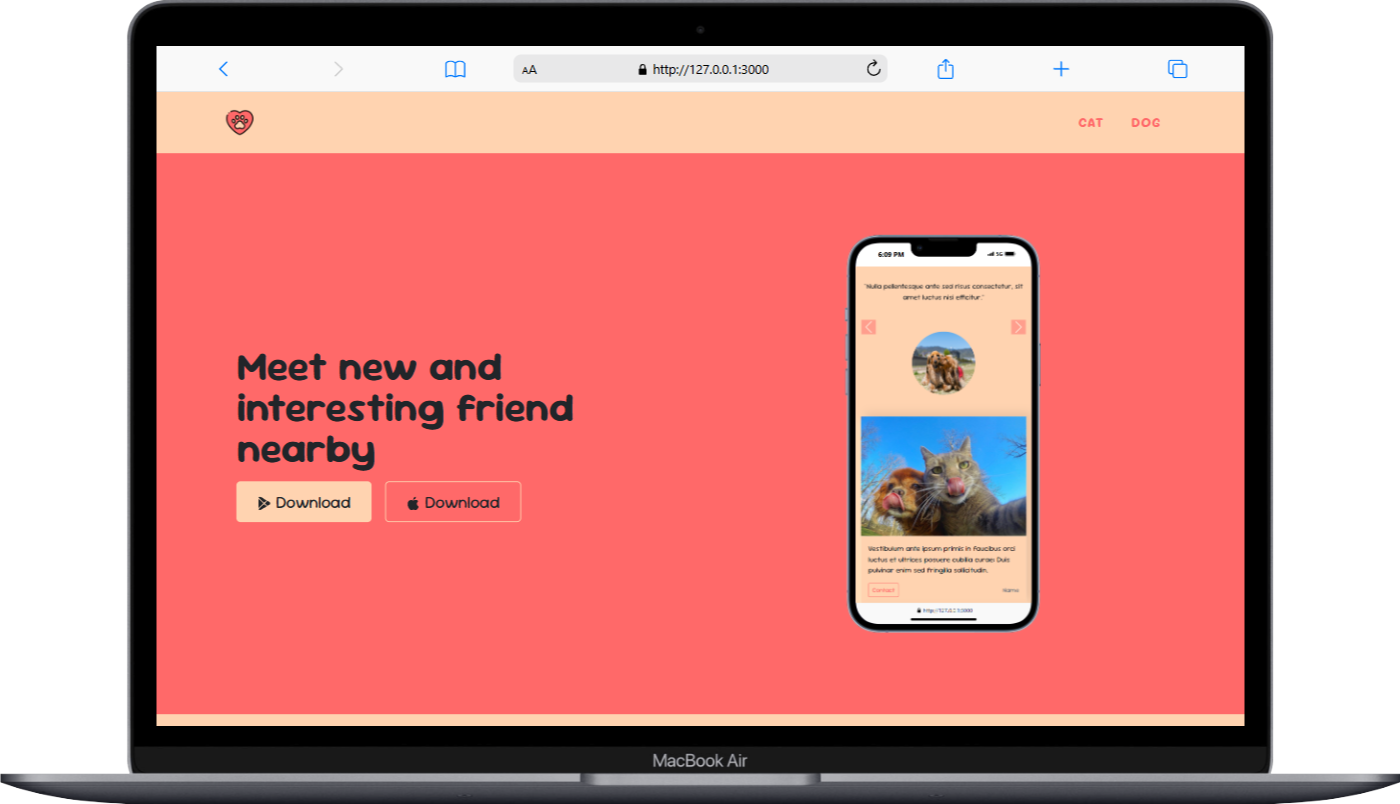 AA
http://127.0.0.1:3000
CAT
DOG
Meet new and
interesting friend
nearby
Download
Download
6:09 PM
5G
"Nulla pellentesque ante sed risus consectetur, sit
amet luctus nisi efficitur."
Vestibulum ante ipsum primis in faucibus orci
luctus et ultrices posuere cubilia curae; Duis
pulvinar enim sed fringilla sollicitudin.
Contact
Name
http://127.0.0.1:3000
MacBook Air